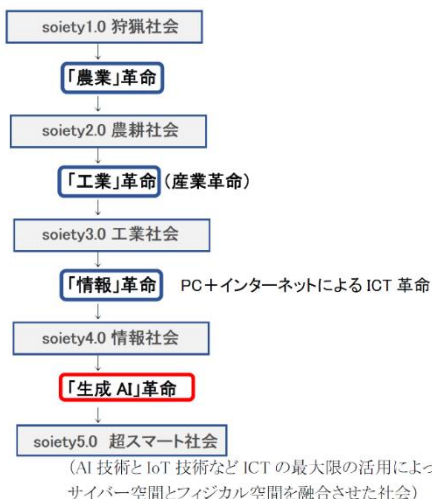 soiety1.0 狩猟社会
「農業」革命
soiety2.0 農耕社会
「工業」革命 (産業革命)
soiety3.0 工業社会
「情報」革命 PC+インターネットによる ICT 革命
soiety4.0 情報社会
「生成 AI」革命
soiety5.0 超スマート社会
(AI 技術と IoT 技術など ICT の最大限の活用によっ
サイバー空間とフィジカル空間を融合させた社会)